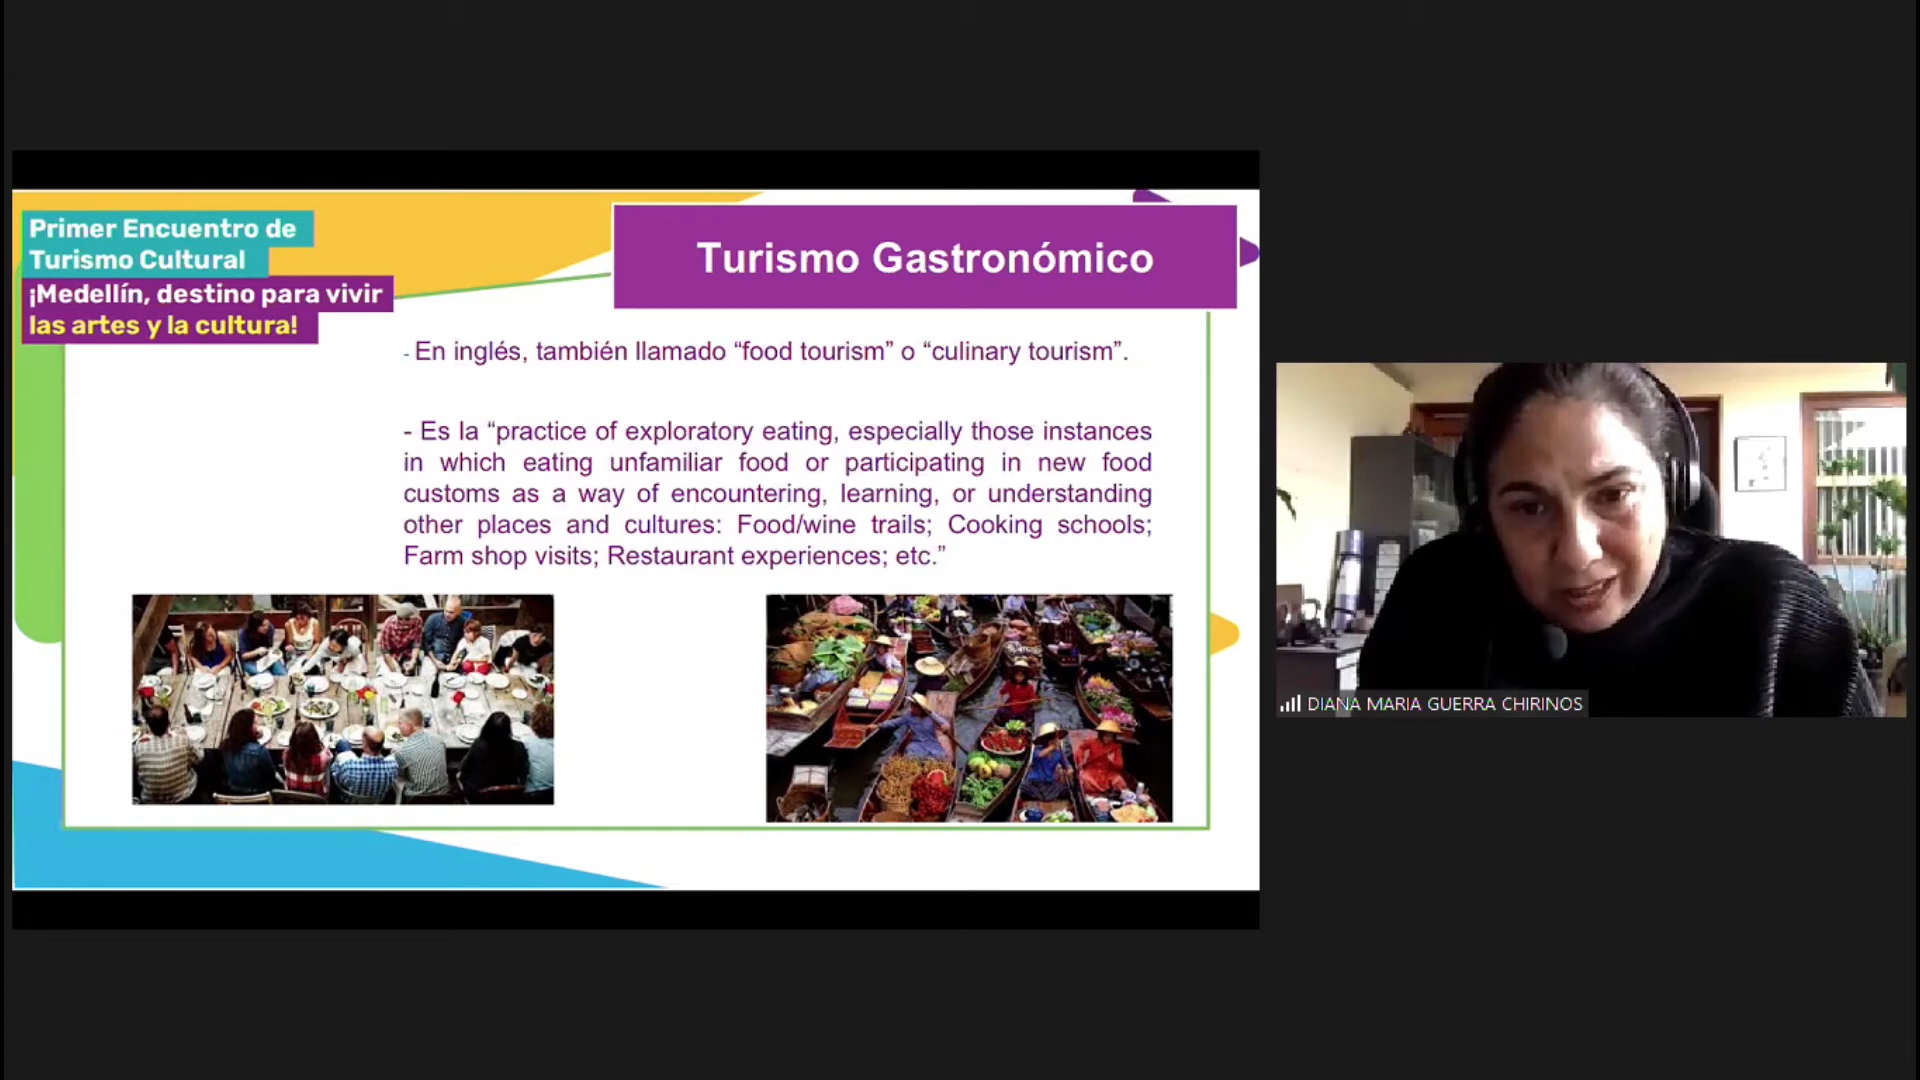 Primer Encuentro de
Turismo Cultural
¡Medellín, destino para vivir
las artes y la cultura!
Turismo Gastronómico
- En inglés, también llamado “food tourism” o “culinary tourism”.
- Es la “practice of exploratory eating, especially those instances
in which eating unfamiliar food or participating in new food
customs as a way of encountering, learning, or understanding
other places and cultures: Food/wine trails; Cooking schools;
Farm shop visits; Restaurant experiences; etc.”
DIANA MARIA GUERRA CHIRINOS